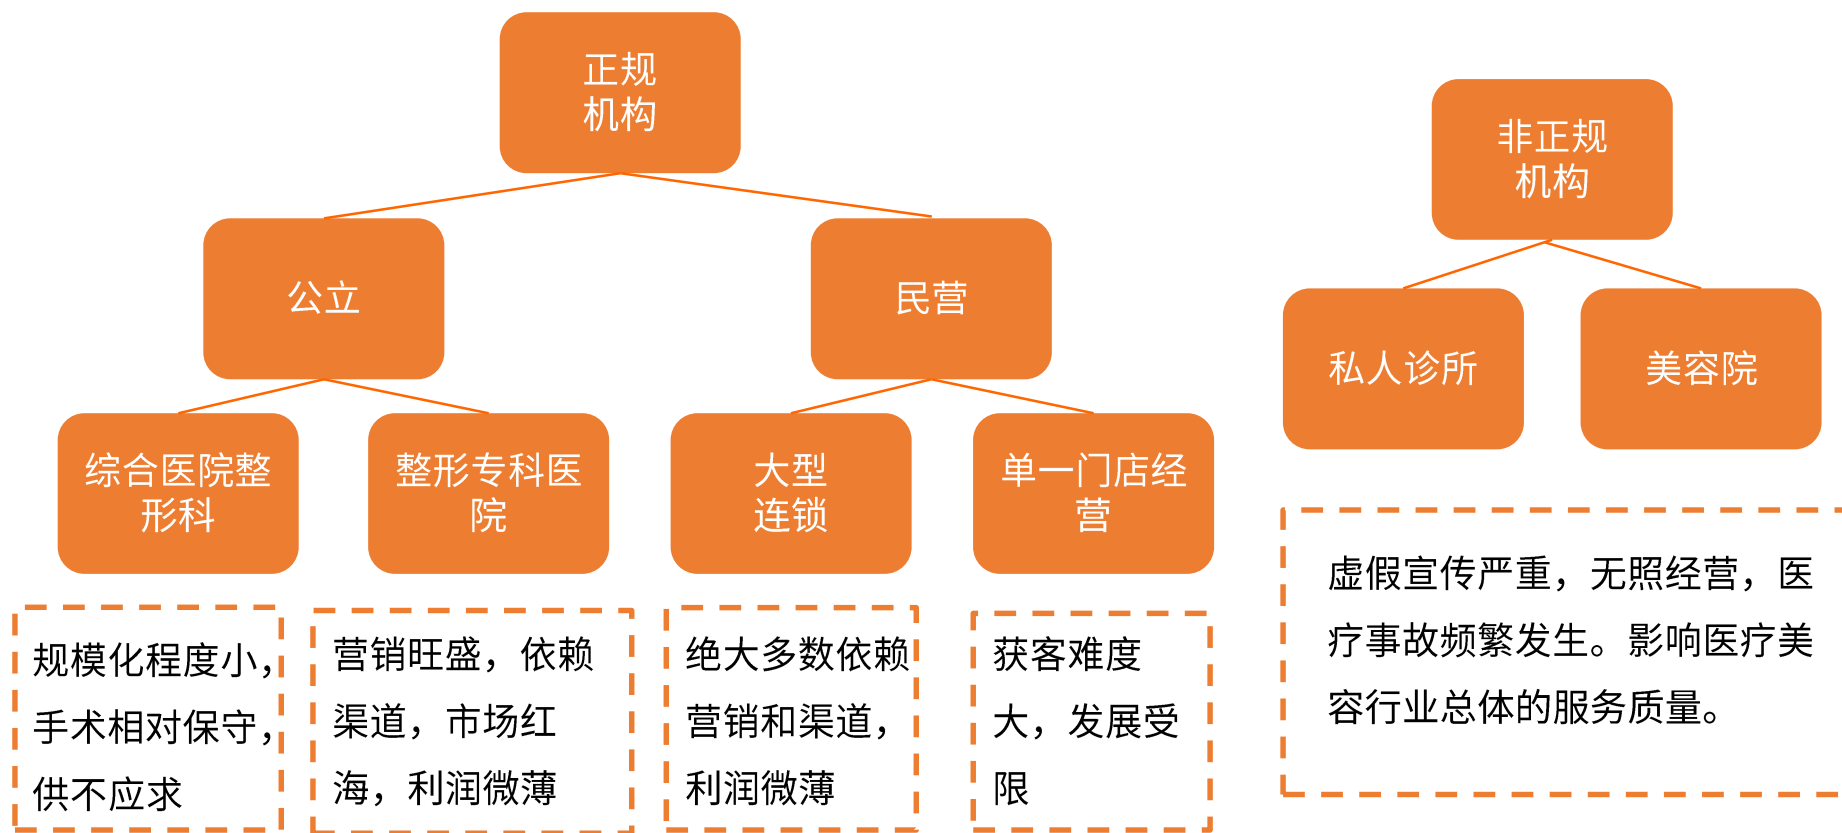 正规
机构
公立
民营
综合医院整
形科
整形专科医
院
大型
连锁
单一门店经
营
规模化程度小，
手术相对保守，
供不应求
营销旺盛，依赖
渠道，市场红
海，利润微薄
绝大多数依赖
营销和渠道，
利润微薄
获客难度
大，发展受
限
非正规
机构
私人诊所
美容院
虚假宣传严重，无照经营，医
疗事故频繁发生。影响医疗美
容行业总体的服务质量。